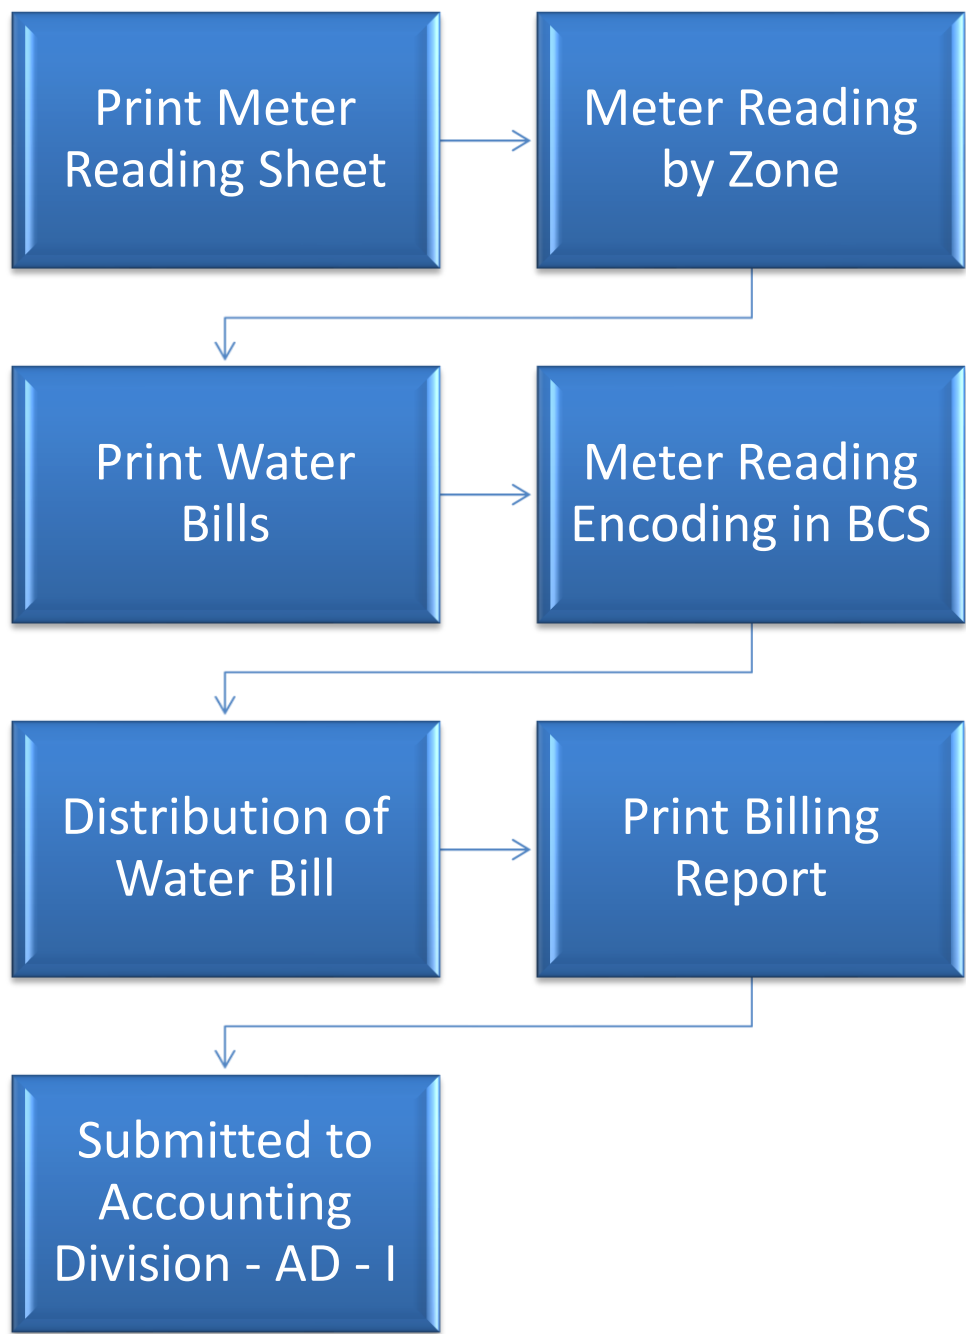 Print Meter
Reading Sheet
Meter Reading
by Zone
Print Water
Bills
Meter Reading
Encoding in BCS
Distribution of
Water Bill
Print Billing
Report
Submitted to
Accounting
Division - AD - I